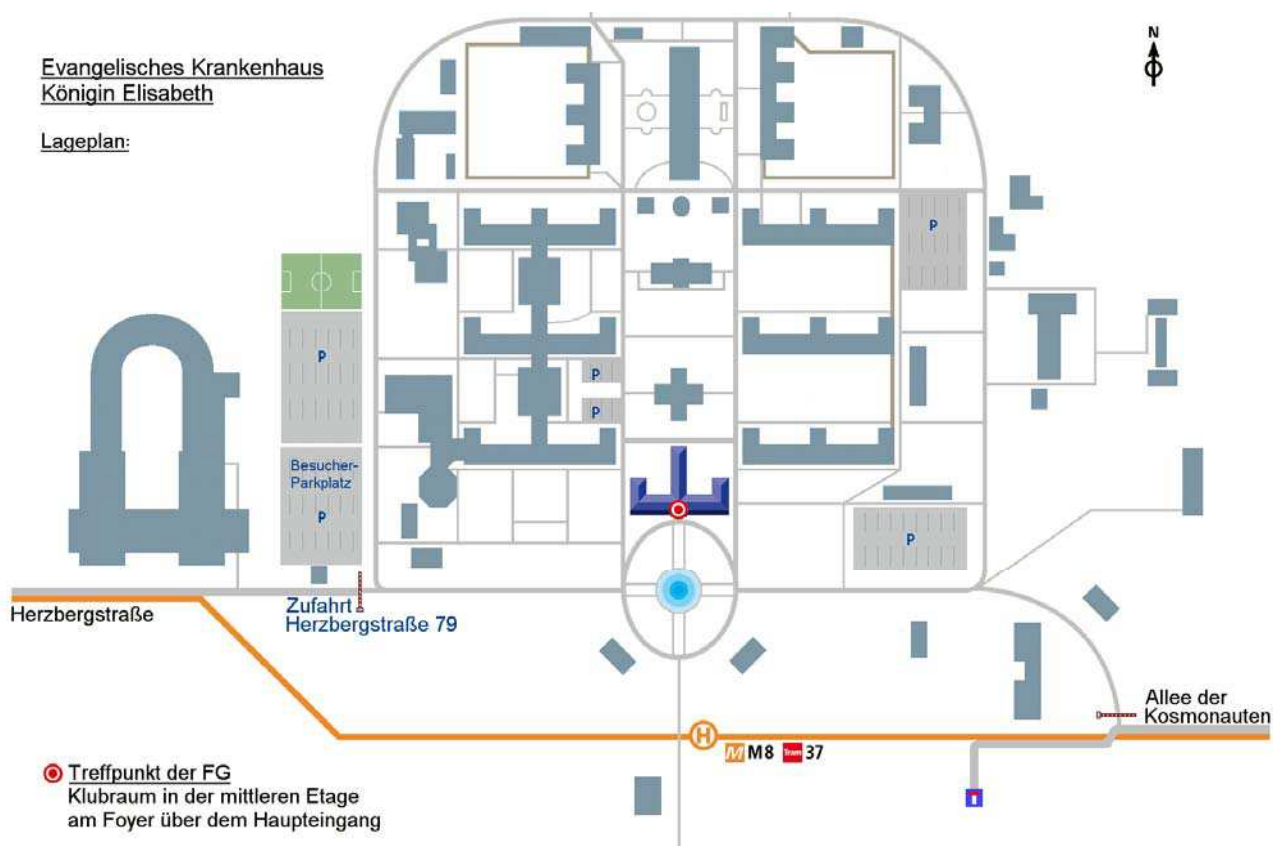 Evangelisches Krankenhaus
Königin Elisabeth
Lageplan:
N
P
P
P
P
Besucher-
Parkplatz
P
P
Herzbergstraße
Zufahrt
Herzbergstraße 79
Allee der
Kosmonauten
H
M M8 Tram 37
Treffpunkt der FG
Klubraum in der mittleren Etage
am Foyer über dem Haupteingang